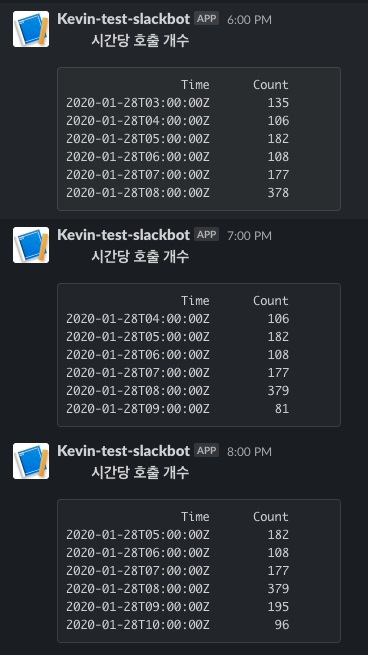 Kevin-test-slackbot APP 6:00 PM
시간당 호출 개수
Time Count
2020-01-28T03:00:00Z 135
2020-01-28T04:00:00Z 106
2020-01-28T05:00:00Z 182
2020-01-28T06:00:00Z 108
2020-01-28T07:00:00Z 177
2020-01-28T08:00:00Z 378
Kevin-test-slackbot APP 7:00 PM
시간당 호출 개수
Time Count
2020-01-28T04:00:00Z 106
2020-01-28T05:00:00Z 182
2020-01-28T06:00:00Z 108
2020-01-28T07:00:00Z 177
2020-01-28T08:00:00Z 379
2020-01-28T09:00:00Z 81
Kevin-test-slackbot APP 8:00 PM
시간당 호출 개수
Time Count
2020-01-28T05:00:00Z 182
2020-01-28T06:00:00Z 108
2020-01-28T07:00:00Z 177
2020-01-28T08:00:00Z 379
2020-01-28T09:00:00Z 195
2020-01-28T10:00:00Z 96